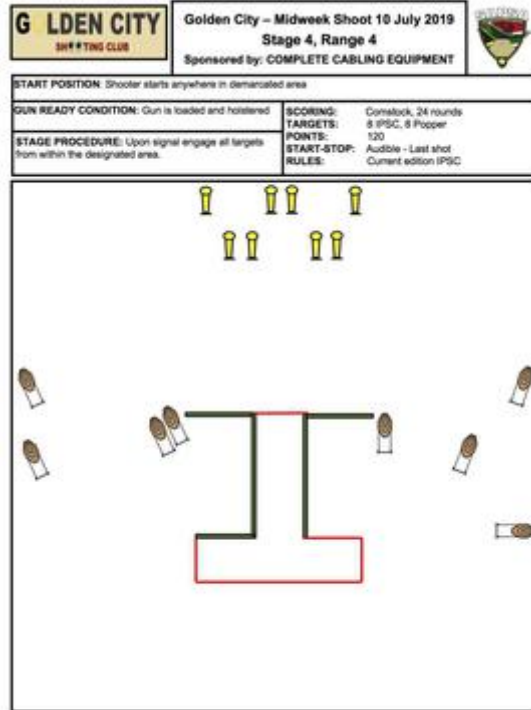 G LDEN CITY
SH TING CLUB
Golden City – Midweek Shoot 10 July 2019
Stage 4, Range 4
Sponsored by: COMPLETE CABLING EQUIPMENT
START POSITION: Shooter starts anywhere in demarcated area
GUN READY CONDITION: Gun is loaded and holstered
STAGE PROCEDURE: Upon signal engage all targets
from within the designated area.
SCORING: Comstock, 24 rounds
TARGETS: 8 IPSC, 8 Popper
POINTS: 120
START-STOP: Audible - Last shot
RULES: Current edition IPSC